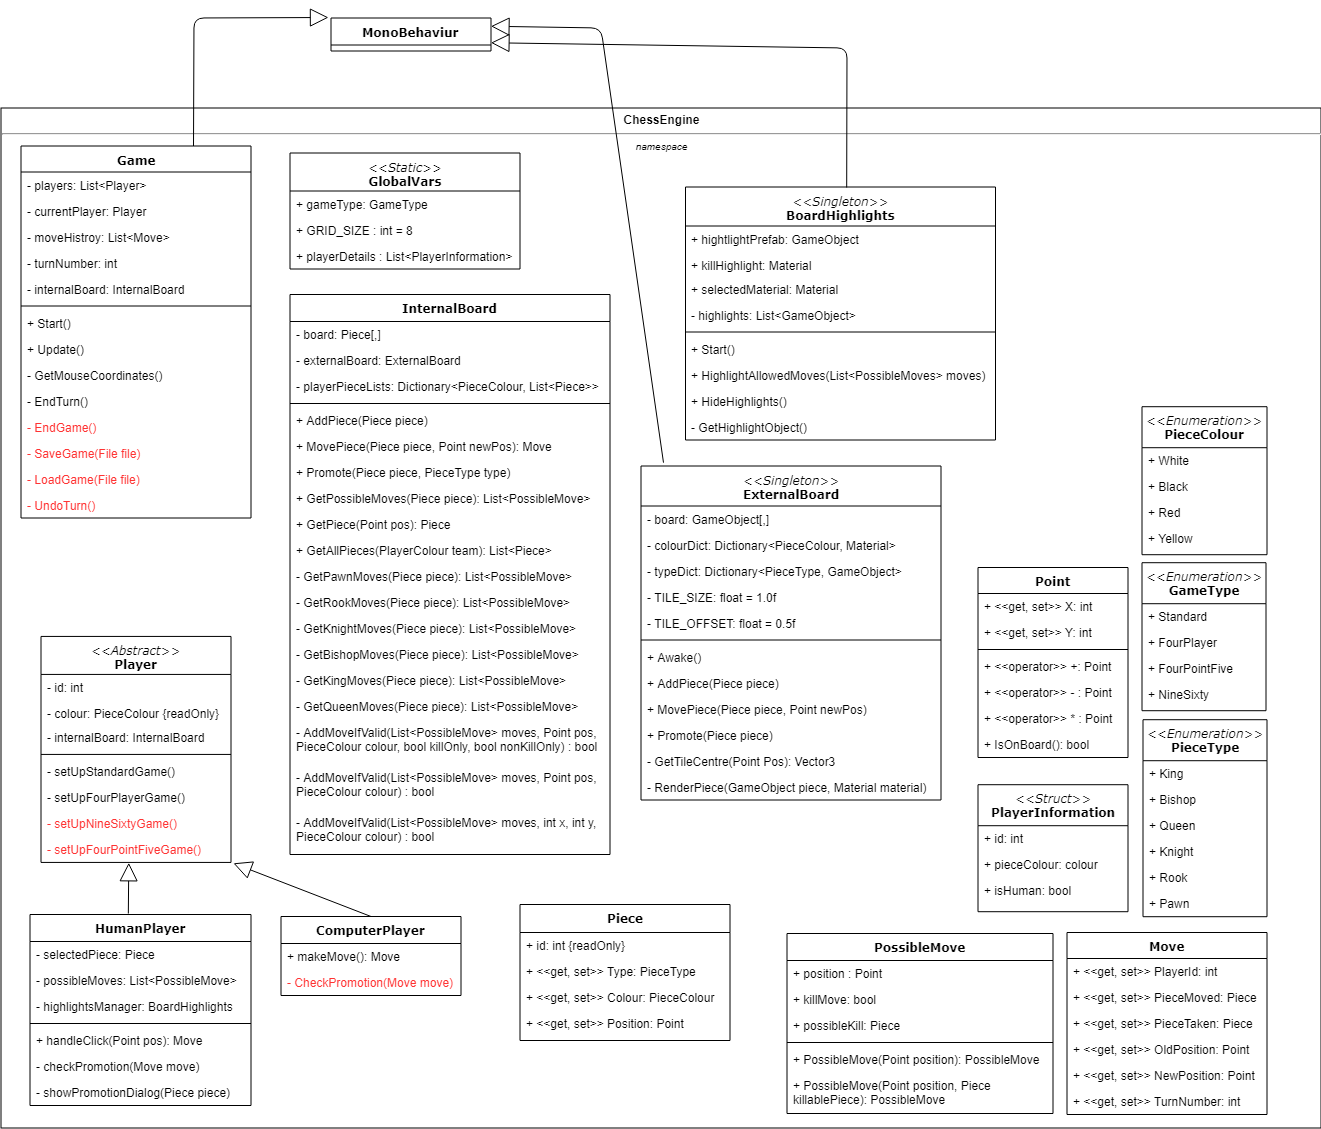 MonoBehaviur
ChessEngine
namespace
Game
- players: List<Player>
- currentPlayer: Player
- moveHistroy: List<Move>
- turnNumber: int
- internalBoard: InternalBoard
+ Start()
+ Update()
- GetMouseCoordinates()
- EndTurn()
- EndGame()
- SaveGame(File file)
- LoadGame(File file)
- UndoTurn()
<<Static>>
GlobalVars
+ gameType: GameType
+ GRID_SIZE : int = 8
+ playerDetails : List<PlayerInformation>
<<Singleton>>
BoardHighlights
+ hightlightPrefab: GameObject
+ killHighlight: Material
+ selectedMaterial: Material
- highlights: List<GameObject>
+ Start()
+ HighlightAllowedMoves(List<PossibleMoves> moves)
+ HideHighlights()
- GetHighlightObject()
InternalBoard
- board: Piece[,]
- externalBoard: ExternalBoard
- playerPieceLists: Dictionary<PieceColour, List<Piece>>
+ AddPiece(Piece piece)
+ MovePiece(Piece piece, Point newPos): Move
+ Promote(Piece piece, PieceType type)
+ GetPossibleMoves(Piece piece): List<PossibleMove>
+ GetPiece(Point pos): Piece
+ GetAllPieces(PlayerColour team): List<Piece>
- GetPawnMoves(Piece piece): List<PossibleMove>
- GetRookMoves(Piece piece): List<PossibleMove>
- GetKnightMoves(Piece piece): List<PossibleMove>
- GetBishopMoves(Piece piece): List<PossibleMove>
- GetKingMoves(Piece piece): List<PossibleMove>
- GetQueenMoves(Piece piece): List<PossibleMove>
- AddMoveIfValid(List<PossibleMove> moves, Point pos,
PieceColour colour, bool killOnly, bool nonKillOnly) : bool
- AddMoveIfValid(List<PossibleMove> moves, Point pos,
PieceColour colour) : bool
- AddMoveIfValid(List<PossibleMove> moves, int x, int y,
PieceColour colour) : bool
<<Singleton>>
ExternalBoard
- board: GameObject[,]
- colourDict: Dictionary<PieceColour, Material>
- typeDict: Dictionary<PieceType, GameObject>
- TILE_SIZE: float = 1.0f
- TILE_OFFSET: float = 0.5f
+ Awake()
+ AddPiece(Piece piece)
+ MovePiece(Piece piece, Point newPos)
+ Promote(Piece piece)
- GetTileCentre(Point Pos): Vector3
- RenderPiece(GameObject piece, Material material)
<<Enumeration>>
PieceColour
+ White
+ Black
+ Red
+ Yellow
<<Enumeration>>
GameType
+ Standard
+ FourPlayer
+ FourPointFive
+ NineSixty
<<Enumeration>>
PieceType
+ King
+ Bishop
+ Queen
+ Knight
+ Rook
+ Pawn
Point
+ <<get, set>> X: int
+ <<get, set>> Y: int
+ <<operator>> +: Point
+ <<operator>> - : Point
+ <<operator>> * : Point
+ IsOnBoard(): bool
<<Struct>>
PlayerInformation
+ id: int
+ pieceColour: colour
+ isHuman: bool
<<Abstract>>
Player
- id: int
- colour: PieceColour {readOnly}
- internalBoard: InternalBoard
- setUpStandardGame()
- setUpFourPlayerGame()
- setUpNineSixtyGame()
- setUpFourPointFiveGame()
HumanPlayer
- selectedPiece: Piece
- possibleMoves: List<PossibleMove>
- highlightsManager: BoardHighlights
+ handleClick(Point pos): Move
- checkPromotion(Move move)
- showPromotionDialog(Piece piece)
ComputerPlayer
+ makeMove(): Move
- CheckPromotion(Move move)
Piece
+ id: int {readOnly}
+ <<get, set>> Type: PieceType
+ <<get, set>> Colour: PieceColour
+ <<get, set>> Position: Point
PossibleMove
+ position : Point
+ killMove: bool
+ possibleKill: Piece
+ PossibleMove(Point position): PossibleMove
+ PossibleMove(Point position, Piece
killablePiece): PossibleMove
Move
+ <<get, set>> PlayerId: int
+ <<get, set>> PieceMoved: Piece
+ <<get, set>> PieceTaken: Piece
+ <<get, set>> OldPosition: Point
+ <<get, set>> NewPosition: Point
+ <<get, set>> TurnNumber: int